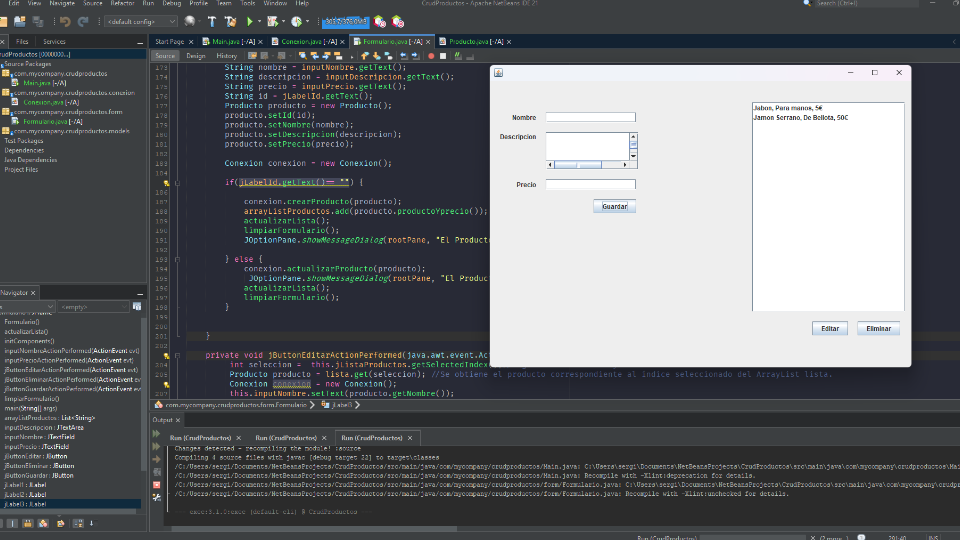 Edit View Navigate Source Refactor Run Debug Profile Team Tools Window Help
CrudProductos - Apache NetBeans IDE 21
Search (Ctrl+I)
<default config>
Files Services
Start Page Main.java [-/A] Conexion.java [-/A] Formulario.java [-/A] Producto.java [-/A]
Source Design History
Source Packages
com.mycompany.crudproductos
Main.java [-/A]
com.mycompany.crudproductos.conexion
Conexion.java [-/A]
com.mycompany.crudproductos.form
Formulario.java [-/A]
com.mycompany.crudproductos.models
Test Packages
Dependencies
Java Dependencies
Project Files
String nombre = inputNombre.getText();
String descripcion = inputDescripcion.getText();
String precio = inputPrecio.getText();
String id = jLabelId.getText();
Producto producto = new Producto();
producto.setId(id);
producto.setNombre(nombre);
producto.setDescripcion(descripcion);
producto.setPrecio(precio);
Conexion conexion = new Conexion();
if(jLabelId.getText()== "") {
conexion.crearProducto(producto);
arrayListProductos.add(producto.productoYprecio());
actualizarLista();
limpiarFormulario();
JOptionPane.showMessageDialog(rootPane, "El Product
} else {
conexion.actualizarProducto(producto);
JOptionPane.showMessageDialog(rootPane, "El Produc
actualizarLista();
limpiarFormulario();
}
}
private void jButtonEditarActionPerformed(java.awt.event.Act
int seleccion = this.jListaProductos.getSelectedIndex
Producto producto = lista.get(seleccion); //Se obtiene el producto correspondiente al indice seleccionado del ArrayList lista.
Conexion conexion = new Conexion();
this.inputNombre.setText(producto.getNombre());
com.mycompany.crudproductos.form.Formulario jLabel3
Nombre
Descripcion
Precio
Guardar
Jabon, Para manos, 5€
Jamon Serrano, De Bellota, 50€
Editar Eliminar
Navigator
<empty>
Formulario()
actualizarLista()
initComponents()
inputNombreActionPerformed(ActionEvent evt)
inputPrecioActionPerformed(ActionEvent evt)
jButtonEditarActionPerformed(ActionEvent evt)
jButtonEliminarActionPerformed(ActionEvent evt)
jButtonGuardarActionPerformed(ActionEvent evt)
limpiarFormulario()
main(String[] args)
arrayListProductos : List<String>
inputDescripcion : JTextArea
inputNombre : JTextField
inputPrecio : JTextField
jButtonEditar : JButton
jButtonEliminar : JButton
jButtonGuardar : JButton
jLabel1 : JLabel
jLabel2 : JLabel
jLabel3 : JLabel
Output
Run (CrudProductos) Run (CrudProductos) Run (CrudProductos)
Changes detected - recompiling the module! :source
Compiling 4 source files with javac [debug target 22] to target\classes
/C:/Users/sergi/Documents/NetBeansProjects/CrudProductos/src/main/java/com/mycompany/crudproductos/Main.java: C:\Users\sergi\Documents\NetBeansProjects\CrudProductos\src\main\java\com\mycompany\crudproductos\Mai
/C:/Users/sergi/Documents/NetBeansProjects/CrudProductos/src/main/java/com/mycompany/crudproductos/Main.java: Recompile with -Xlint:deprecation for details.
/C:/Users/sergi/Documents/NetBeansProjects/CrudProductos/src/main/java/com/mycompany/crudproductos/form/Formulario.java: C:\Users\sergi\Documents\NetBeansProjects\CrudProductos\src\main\java\com\mycompany\crudpro
/C:/Users/sergi/Documents/NetBeansProjects/CrudProductos/src/main/java/com/mycompany/crudproductos/form/Formulario.java: Recompile with -Xlint:unchecked for details.
exec:3.1.0:exec (default-cli) @ CrudProductos
Run (CrudProductos)
201:40 INS